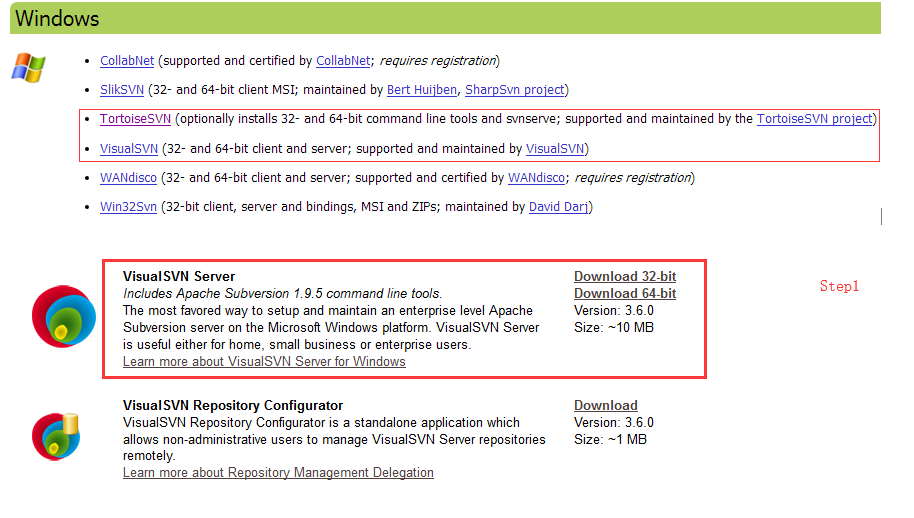 Windows
CollabNet (supported and certified by CollabNet; requires registration)
SlikSVN (32- and 64-bit client MSI; maintained by Bert Huijben, SharpSvn project)
TortoiseSVN (optionally installs 32- and 64-bit command line tools and svnserve; supported and maintained by the TortoiseSVN project)
VisualSVN (32- and 64-bit client and server; supported and maintained by VisualSVN)
WANdisco (32- and 64-bit client and server; supported and certified by WANdisco; requires registration)
Win32Svn (32-bit client, server and bindings, MSI and ZIPs; maintained by David Darj)
VisualSVN Server
Includes Apache Subversion 1.9.5 command line tools.
The most favored way to setup and maintain an enterprise level Apache
Subversion server on the Microsoft Windows platform. VisualSVN Server
is useful either for home, small business or enterprise users.
Learn more about VisualSVN Server for Windows
Download 32-bit
Download 64-bit
Version: 3.6.0
Size: ~10 MB
Step1
VisualSVN Repository Configurator
VisualSVN Repository Configurator is a standalone application which
allows non-administrative users to manage VisualSVN Server repositories
remotely.
Learn more about Repository Management Delegation
Download
Version: 3.6.0
Size: ~1 MB